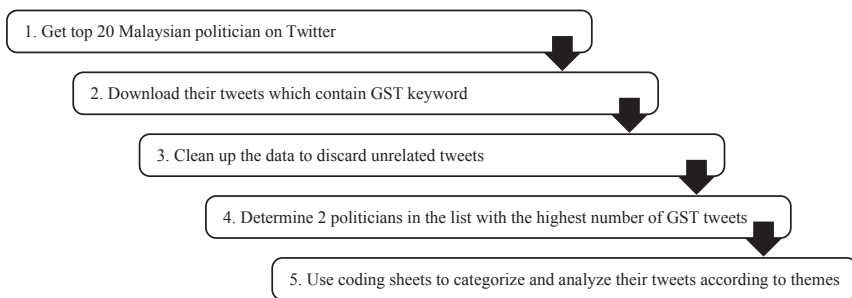 1. Get top 20 Malaysian politician on Twitter
2. Download their tweets which contain GST keyword
3. Clean up the data to discard unrelated tweets
4. Determine 2 politicians in the list with the highest number of GST tweets
5. Use coding sheets to categorize and analyze their tweets according to themes